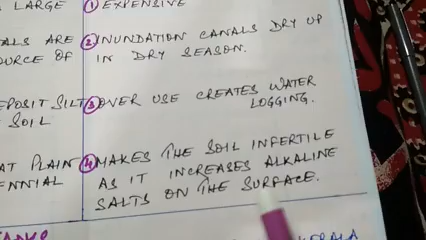 LARGE
① EXPENSIVE
ALS ARE
② INUNDATION CANALS DRY UP
OURCE OF
IN DRY SEASON.
EPOSIT SILT
③ OVER USE CREATES WATER
SOIL
LOGGING.
AT PLAIN
④ MAKES THE SOIL INFERTILE
ENNIAL
AS IT INCREASES ALKALINE
SALTS ON THE SURFACE.